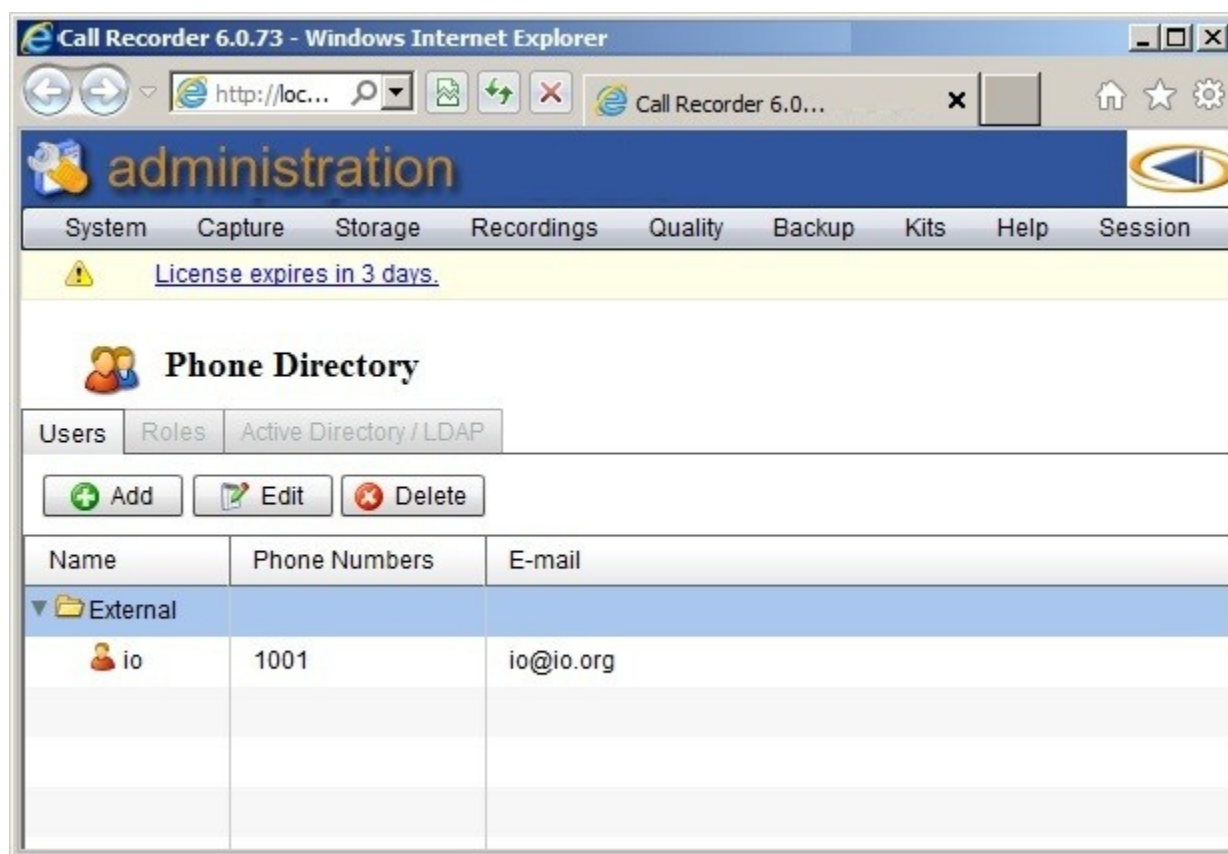 Call Recorder 6.0.73 - Windows Internet Explorer
http://loc... Call Recorder 6.0...
administration
System Capture Storage Recordings Quality Backup Kits Help Session
License expires in 3 days.
Phone Directory
Users Roles Active Directory / LDAP
Add Edit Delete
Name Phone Numbers E-mail
External
io 1001 io@io.org